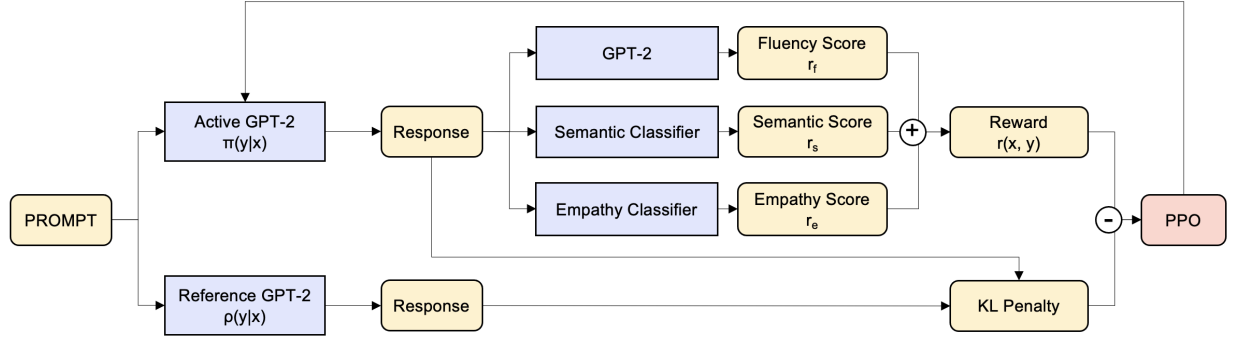 GPT-2
Fluency Score
r_f
Active GPT-2
π(y|x)
Response
Semantic Classifier
Semantic Score
r_s
+
Reward
r(x, y)
Empathy Classifier
Empathy Score
r_e
PROMPT
-
PPO
Reference GPT-2
ρ(y|x)
Response
KL Penalty